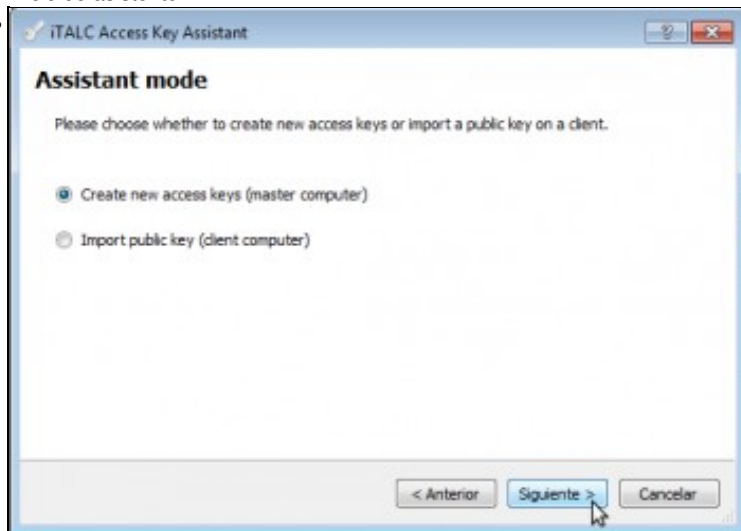 iTALC Access Key Assistant
Assistant mode
Please choose whether to create new access keys or import a public key on a client.
Create new access keys (master computer)
Import public key (client computer)
< Anterior Siguiente > Cancelar